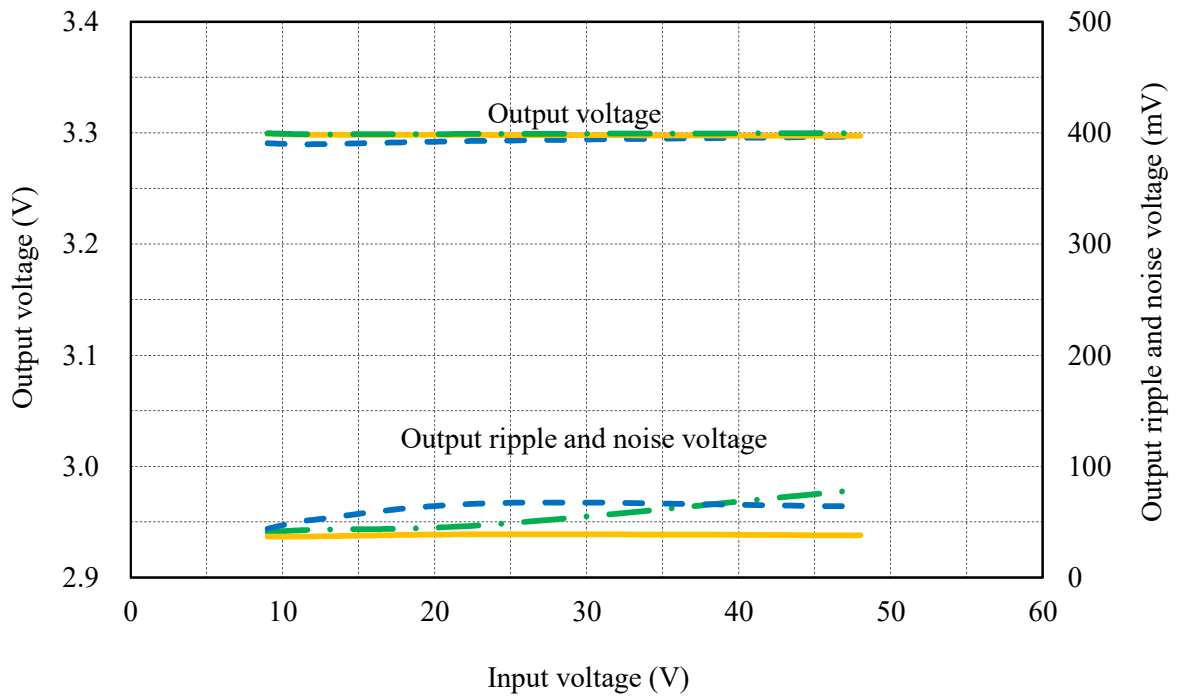 3.4
3.3
3.2
3.1
3.0
2.9
Output voltage (V)
500
400
300
200
100
0
Output ripple and noise voltage (mV)
Output voltage
Output ripple and noise voltage
0 10 20 30 40 50 60
Input voltage (V)